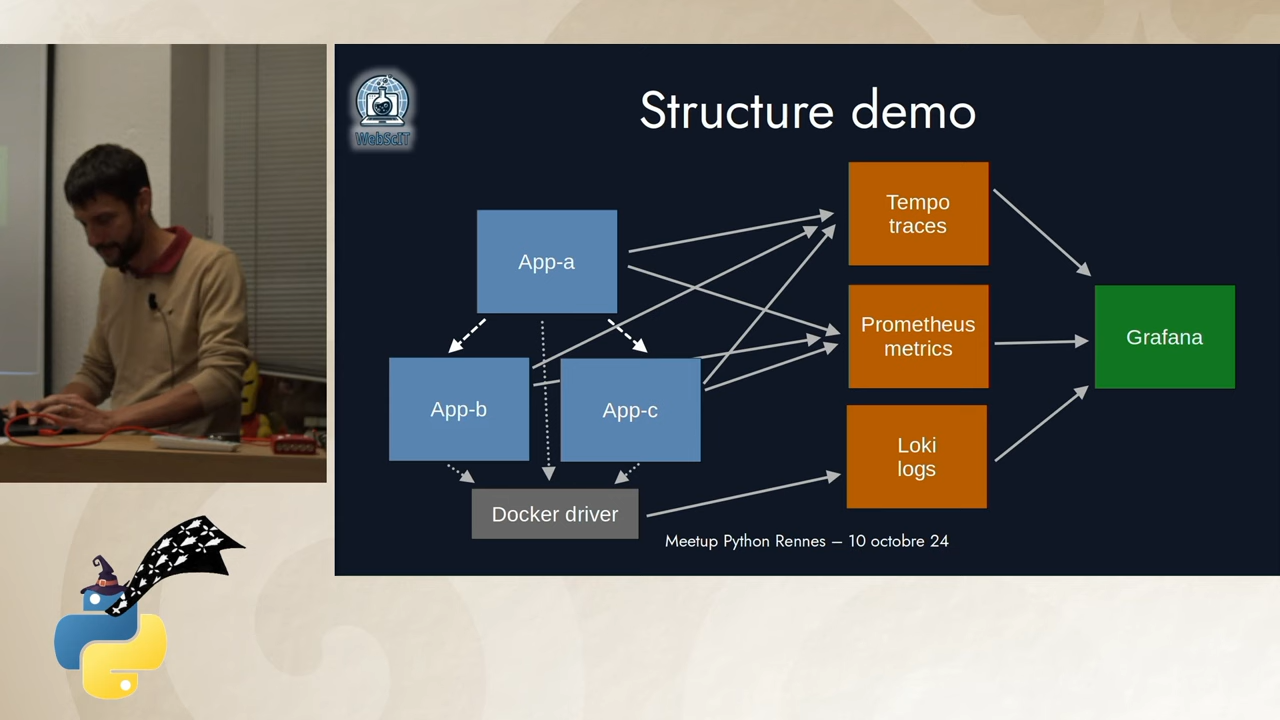 WebScIT
Structure demo
App-a
App-b
App-c
Docker driver
Tempo
traces
Prometheus
metrics
Loki
logs
Grafana
Meetup Python Rennes – 10 octobre 24